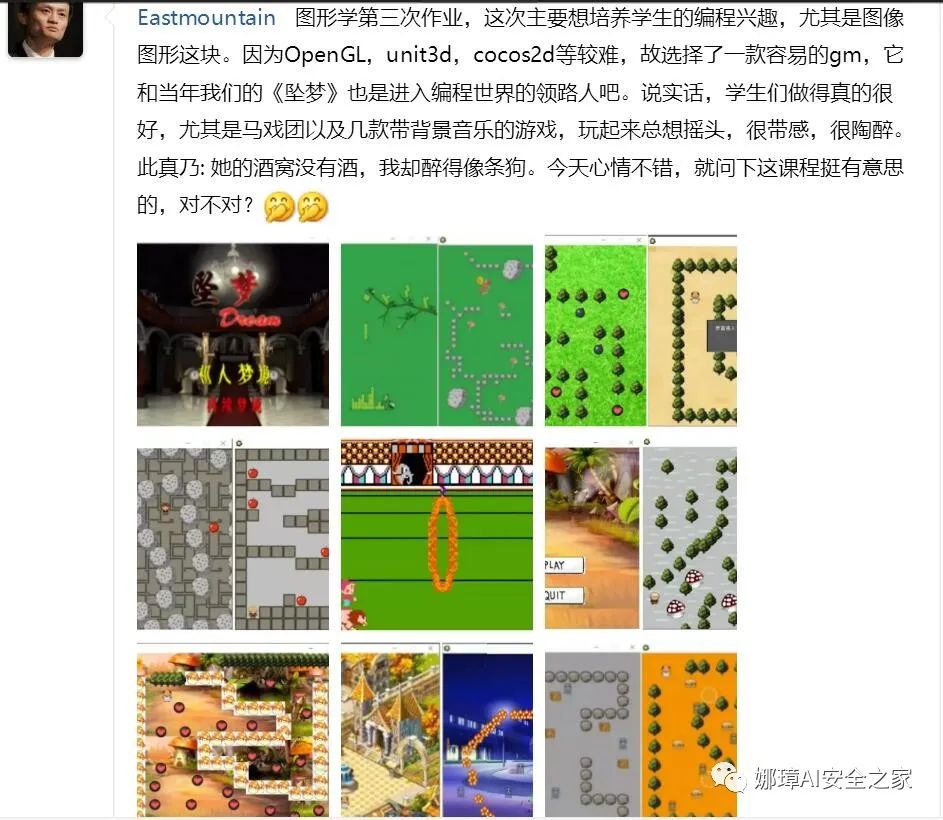 Eastmountain 图形学第三次作业，这次主要想培养学生的编程兴趣，尤其是图像
图形这块。因为OpenGL，unit3d，cocos2d等较难，故选择了一款容易的gm，它
和当年我们的《坠梦》也是进入编程世界的领路人吧。说实话，学生们做得真的很
好，尤其是马戏团以及几款带背景音乐的游戏，玩起来总想摇头，很带感，很陶醉。
此真乃: 她的酒窝没有酒，我却醉得像条狗。今天心情不错，就问下这课程挺有意思
的，对不对？
坠梦
Dream
PLAY
QUIT
娜璋AI安全之家